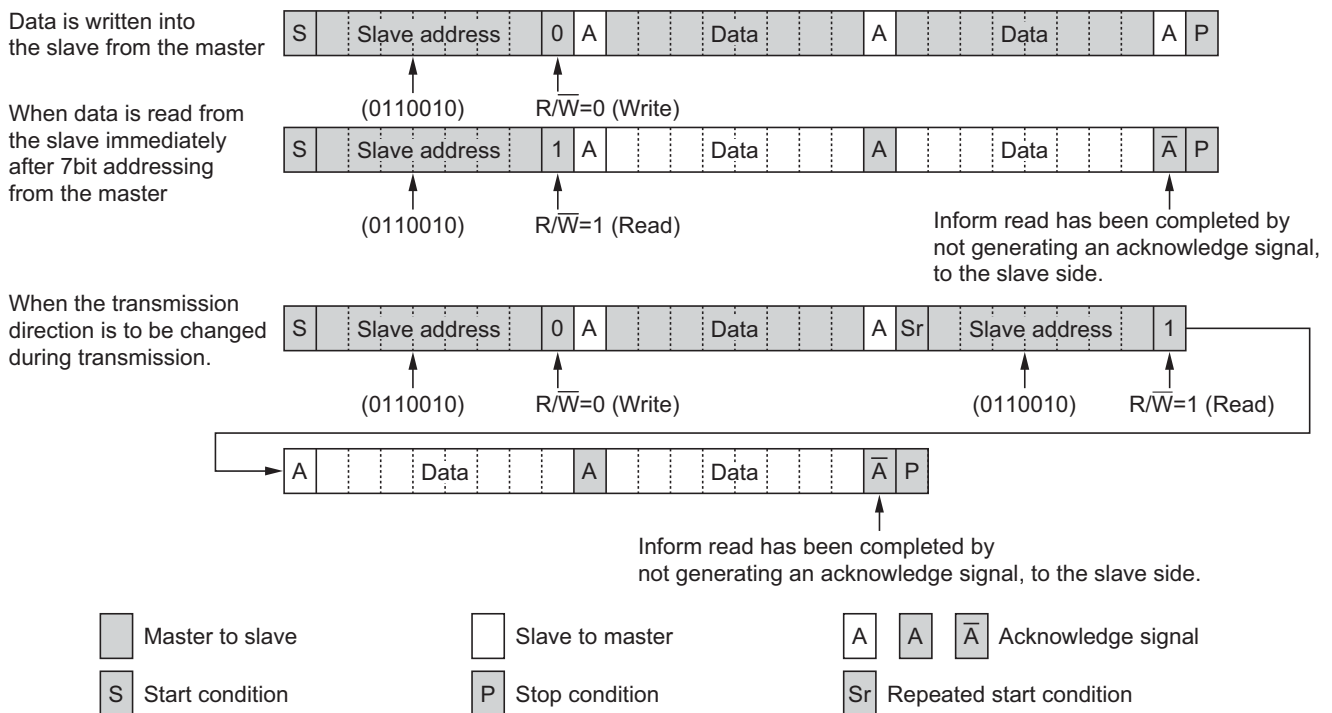 Data is written into
the slave from the master
S Slave address 0 A Data A Data A P
(0110010) R/W̅=0 (Write)
When data is read from
the slave immediately
after 7bit addressing
from the master
S Slave address 1 A Data A Data A̅ P
(0110010) R/W̅=1 (Read)
Inform read has been completed by
not generating an acknowledge signal,
to the slave side.
When the transmission
direction is to be changed
during transmission.
S Slave address 0 A Data A Sr Slave address 1
(0110010) R/W̅=0 (Write) (0110010) R/W̅=1 (Read)
A Data A Data A̅ P
Inform read has been completed by
not generating an acknowledge signal, to the slave side.
Master to slave Slave to master A A A̅ Acknowledge signal
S Start condition P Stop condition Sr Repeated start condition